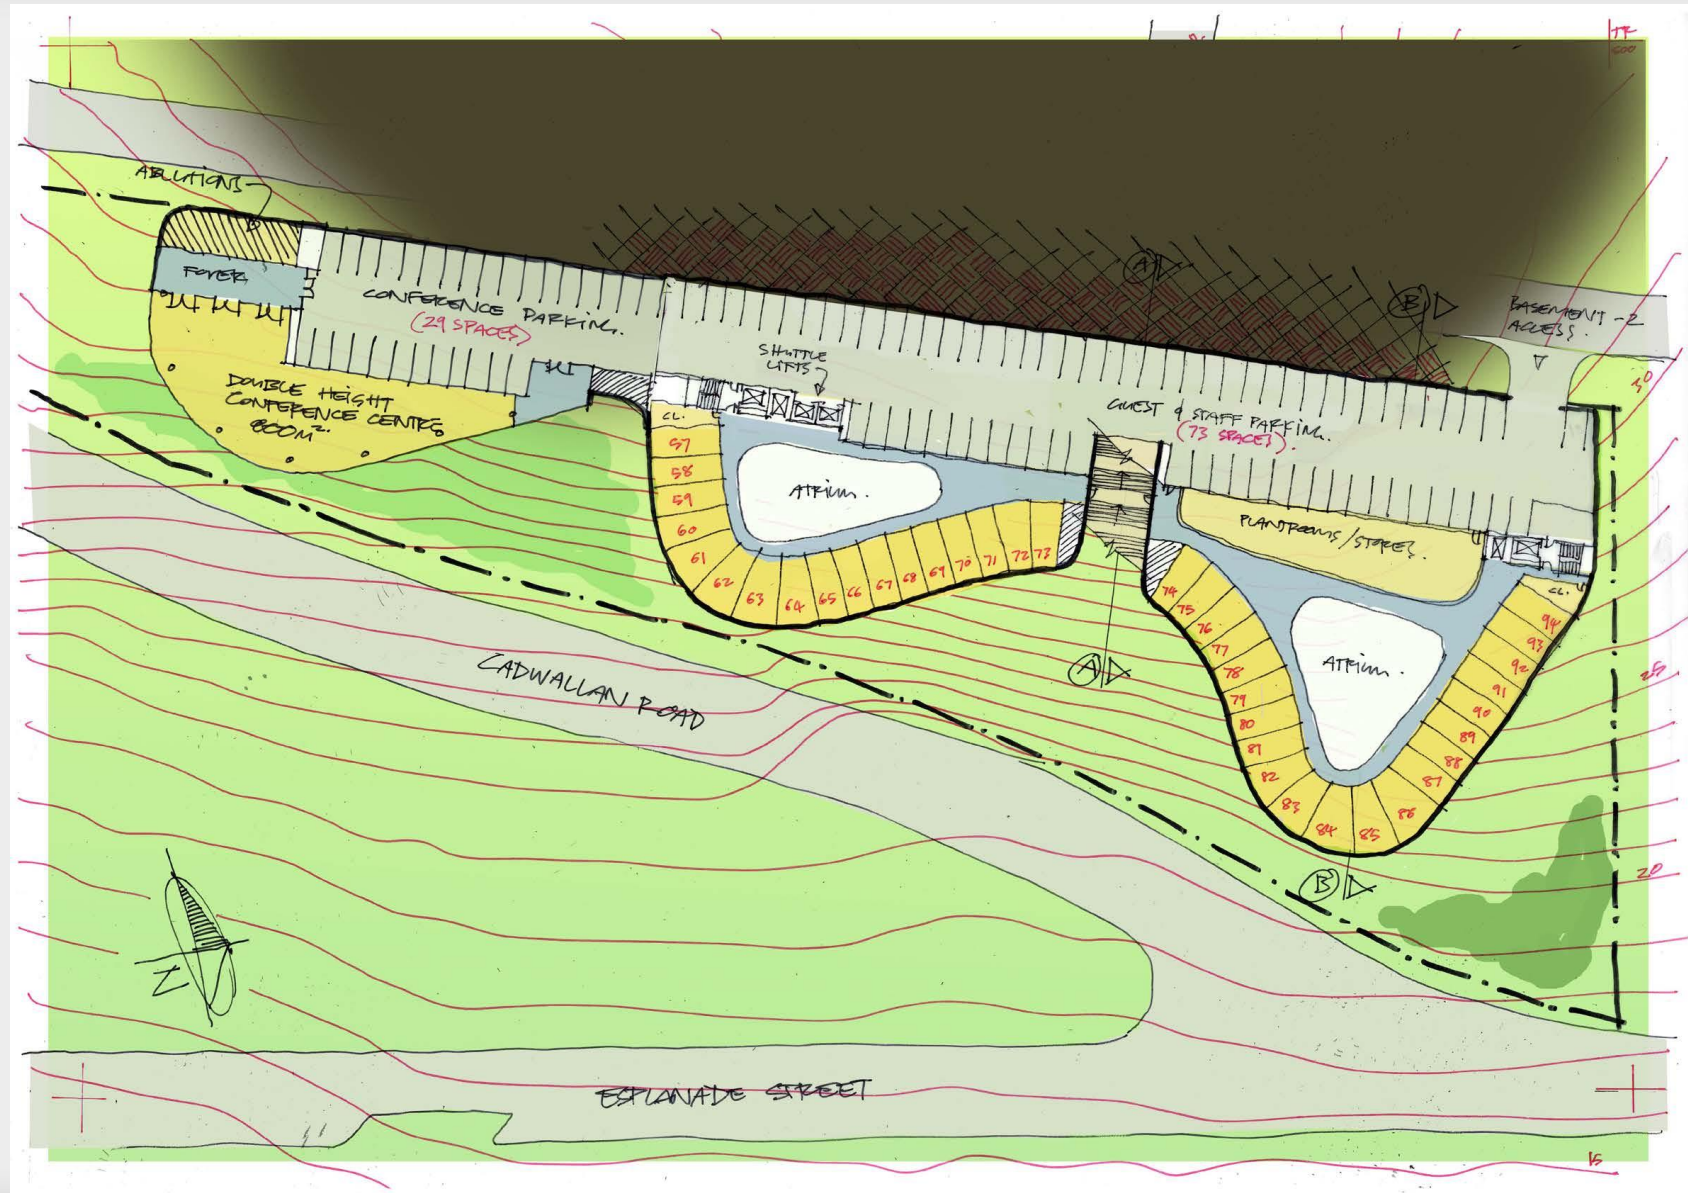 TR
500
ABLUTIONS
FOYER
CONFERENCE PARKING.
(29 SPACES)
DOUBLE HEIGHT
CONFERENCE CENTRE
800M².
SHUTTLE
LIFTS
A
B
BASEMENT -2
ACCESS.
30
GUEST & STAFF PARKING.
(73 SPACES).
CL.
57
58
59
60
61
62
63
64
65
66
67
68
69
70
71
72
73
ATRIUM.
PLANTROOMS/STORES.
CL.
74
75
76
77
78
79
80
81
82
83
84
85
86
87
88
89
90
91
92
93
94
ATRIUM.
25
A
CADWALLAN ROAD
B
20
N
ESPLANADE STREET
15